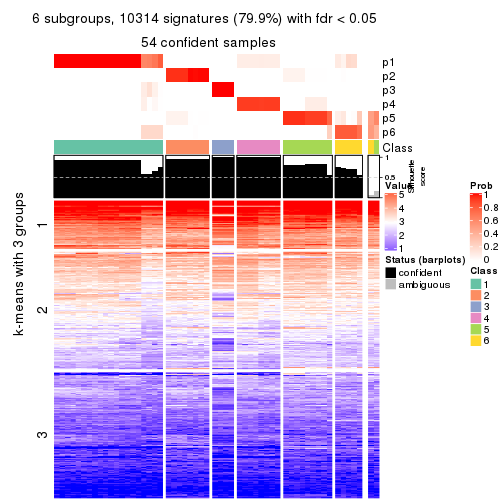 6 subgroups, 10314 signatures (79.9%) with fdr < 0.05
54 confident samples
p1
p2
p3
p4
p5
p6
Class
1
0.5
0
Silhouette
score
k-means with 3 groups
1
2
3
Value
5
4
3
2
1
Status (barplots)
confident
ambiguous
Prob
1
0.8
0.6
0.4
0.2
0
Class
1
2
3
4
5
6